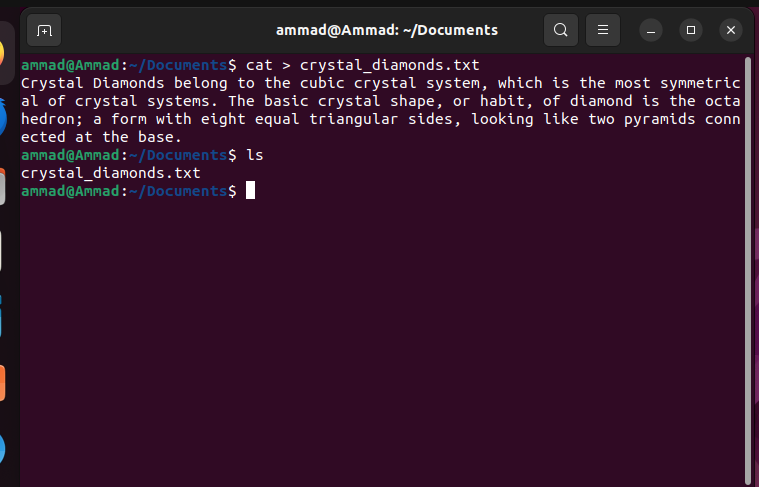 ammad@Ammad: ~/Documents
ammad@Ammad:~/Documents$ cat > crystal_diamonds.txt
Crystal Diamonds belong to the cubic crystal system, which is the most symmetric
al of crystal systems. The basic crystal shape, or habit, of diamond is the octa
hedron; a form with eight equal triangular sides, looking like two pyramids conn
ected at the base.
ammad@Ammad:~/Documents$ ls
crystal_diamonds.txt
ammad@Ammad:~/Documents$